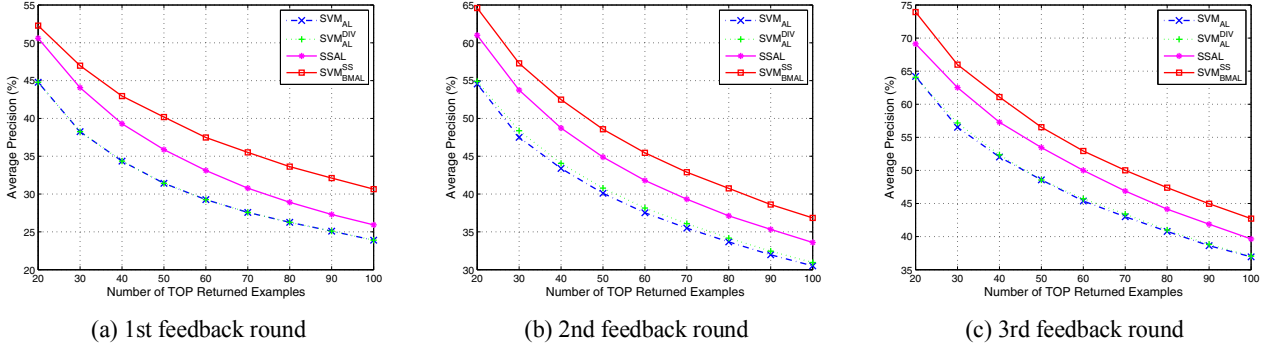 55
50
45
40
35
30
25
20
20 30 40 50 60 70 80 90 100
Average Precision (%)
Number of TOP Returned Examples
SVM_AL
SVM_AL^DIV
SSAL
SVM_BMAL^SS
(a) 1st feedback round
65
60
55
50
45
40
35
30
20 30 40 50 60 70 80 90 100
Average Precision (%)
Number of TOP Returned Examples
SVM_AL
SVM_AL^DIV
SSAL
SVM_BMAL^SS
(b) 2nd feedback round
75
70
65
60
55
50
45
40
35
20 30 40 50 60 70 80 90 100
Average Precision (%)
Number of TOP Returned Examples
SVM_AL
SVM_AL^DIV
SSAL
SVM_BMAL^SS
(c) 3rd feedback round